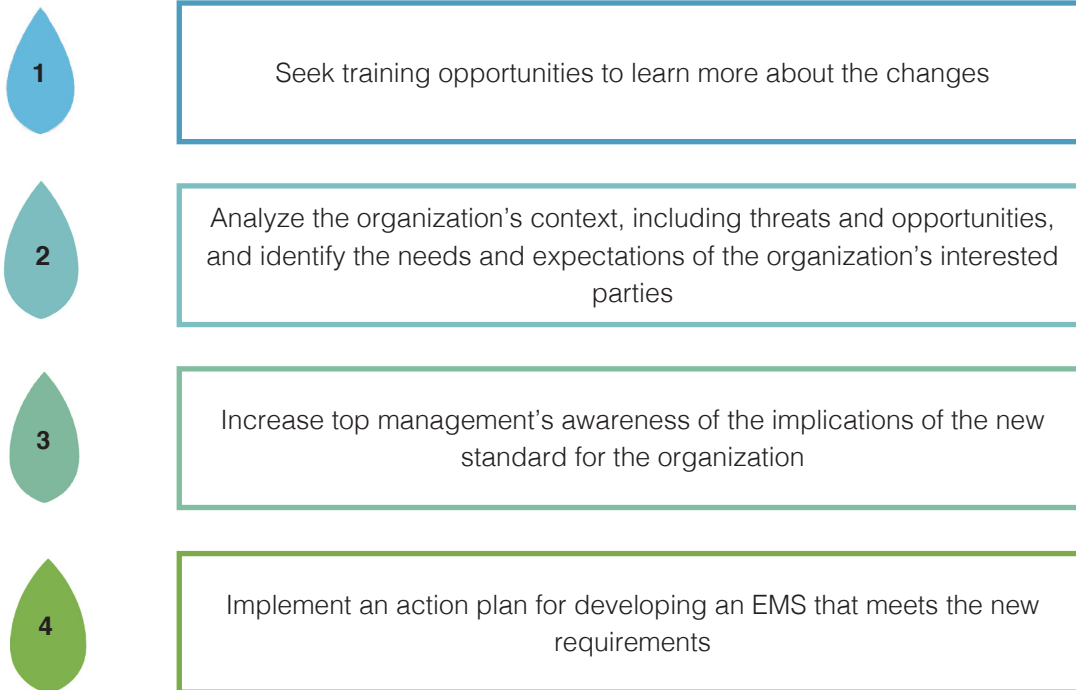 1
Seek training opportunities to learn more about the changes
2
Analyze the organization’s context, including threats and opportunities,
and identify the needs and expectations of the organization’s interested
parties
3
Increase top management’s awareness of the implications of the new
standard for the organization
4
Implement an action plan for developing an EMS that meets the new
requirements